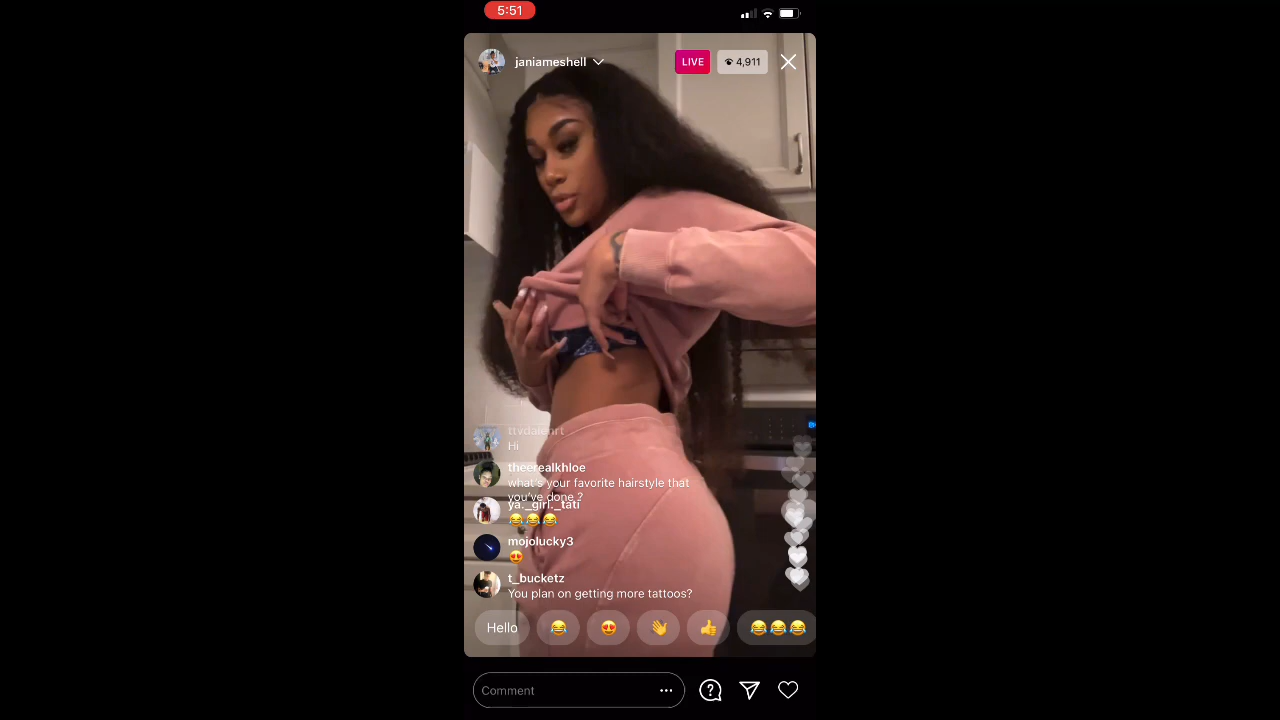 5:51
janiameshell
LIVE
4,911
ttvdalehrt
Hi
theerealkhloe
what's your favorite hairstyle that
you've done ?
ya._girl._tati
😂😂😂
mojolucky3
😍
t_bucketz
You plan on getting more tattoos?
Hello 😂 😍 👋 👍 😂😂😂
Comment